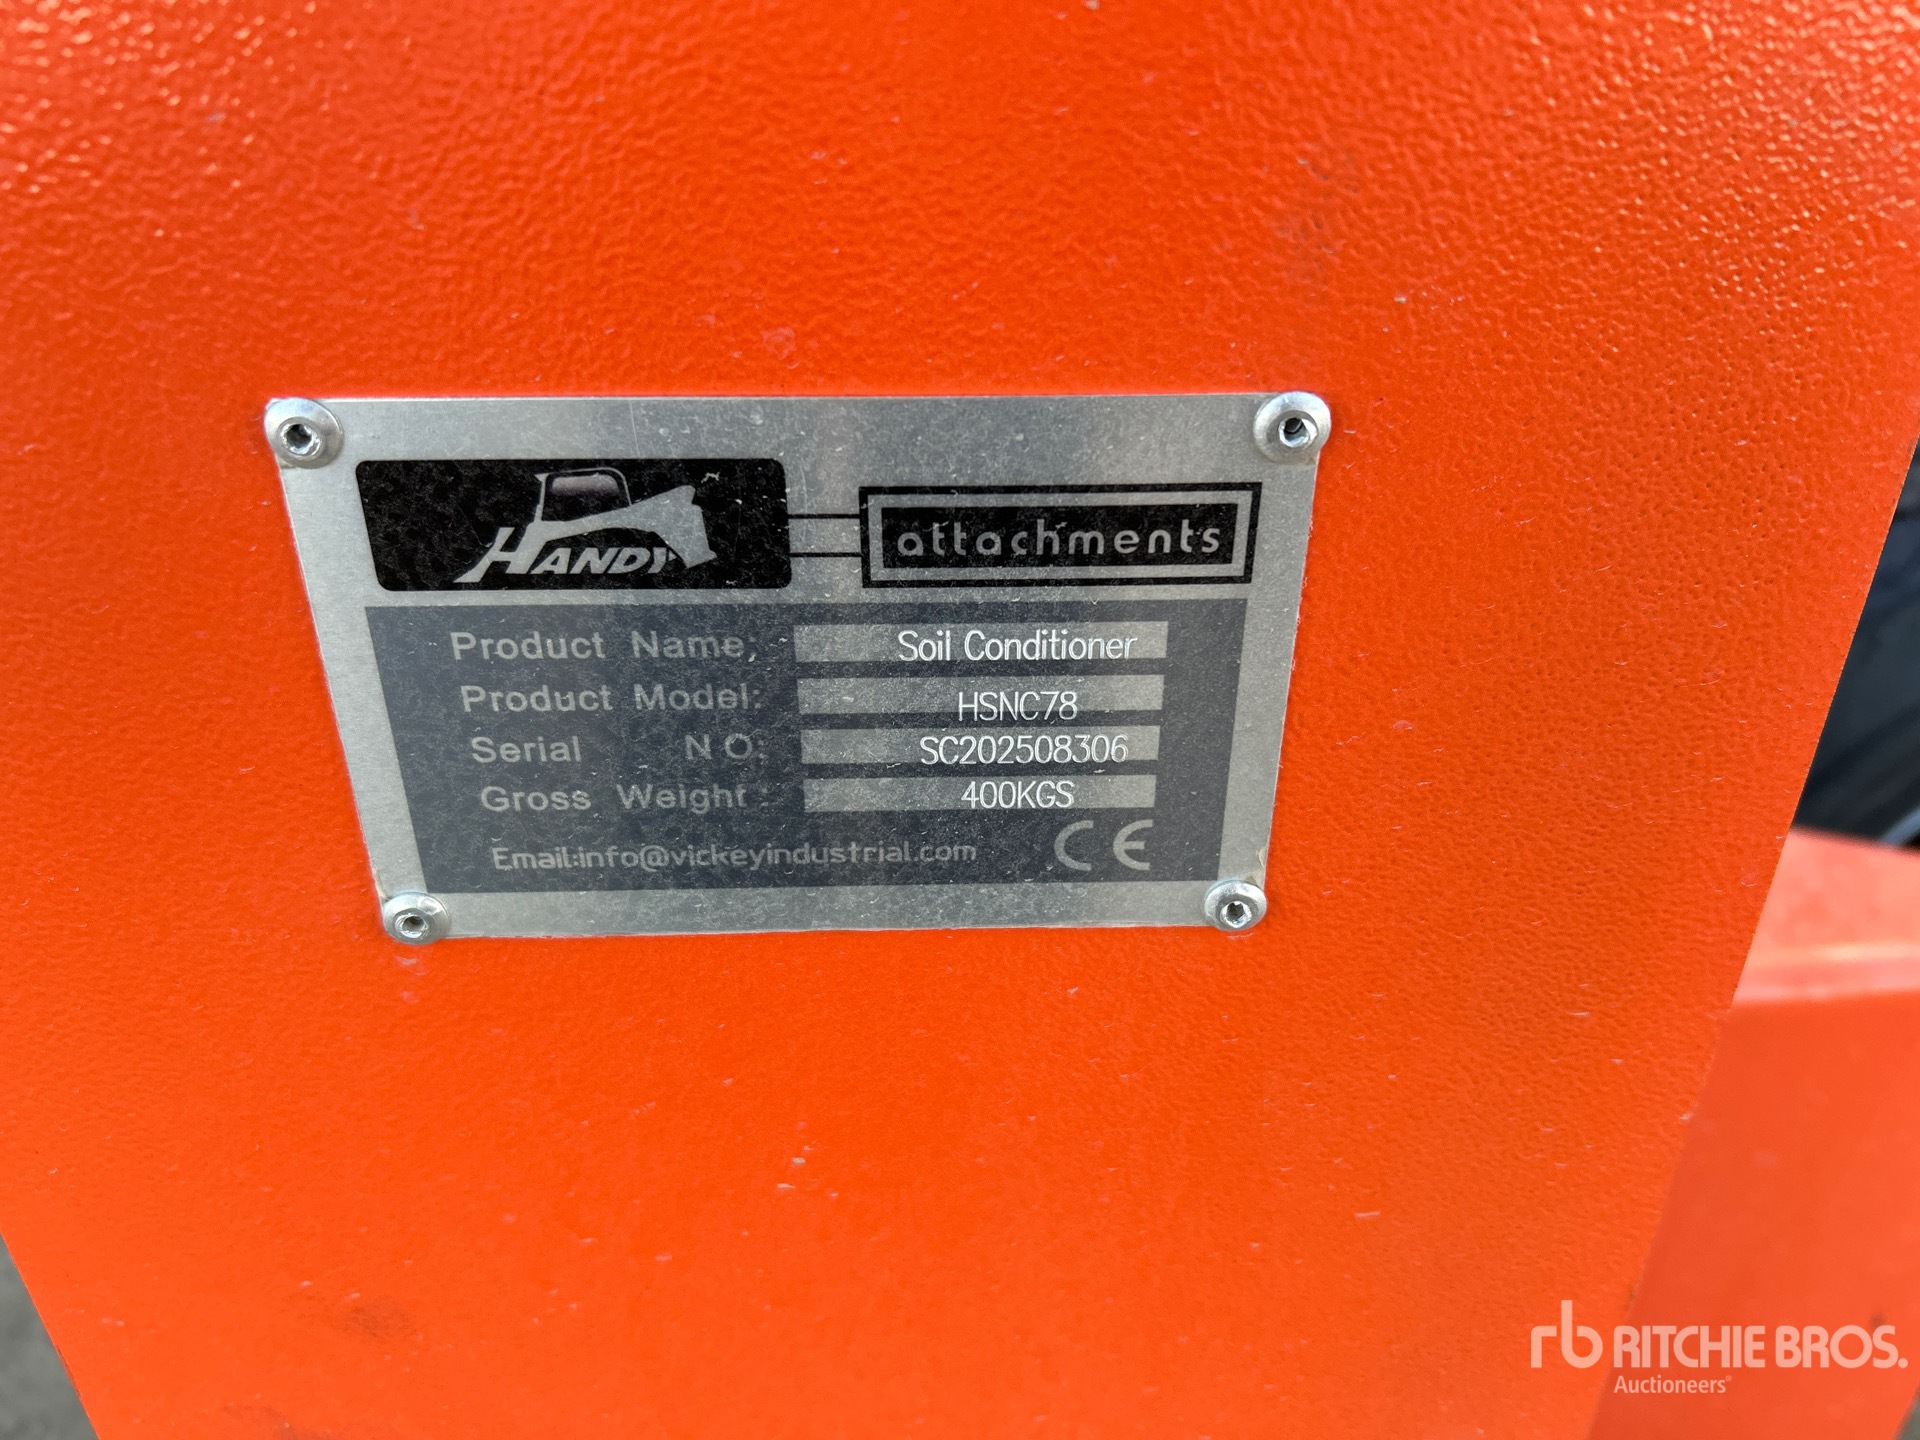 HANDY attachments
Product Name: Soil Conditioner
Product Model: HSNC78
Serial NO: SC202508306
Gross Weight: 400KGS
Email:info@vickeyindustrial.com CE
rb RITCHIE BROS.
Auctioneers